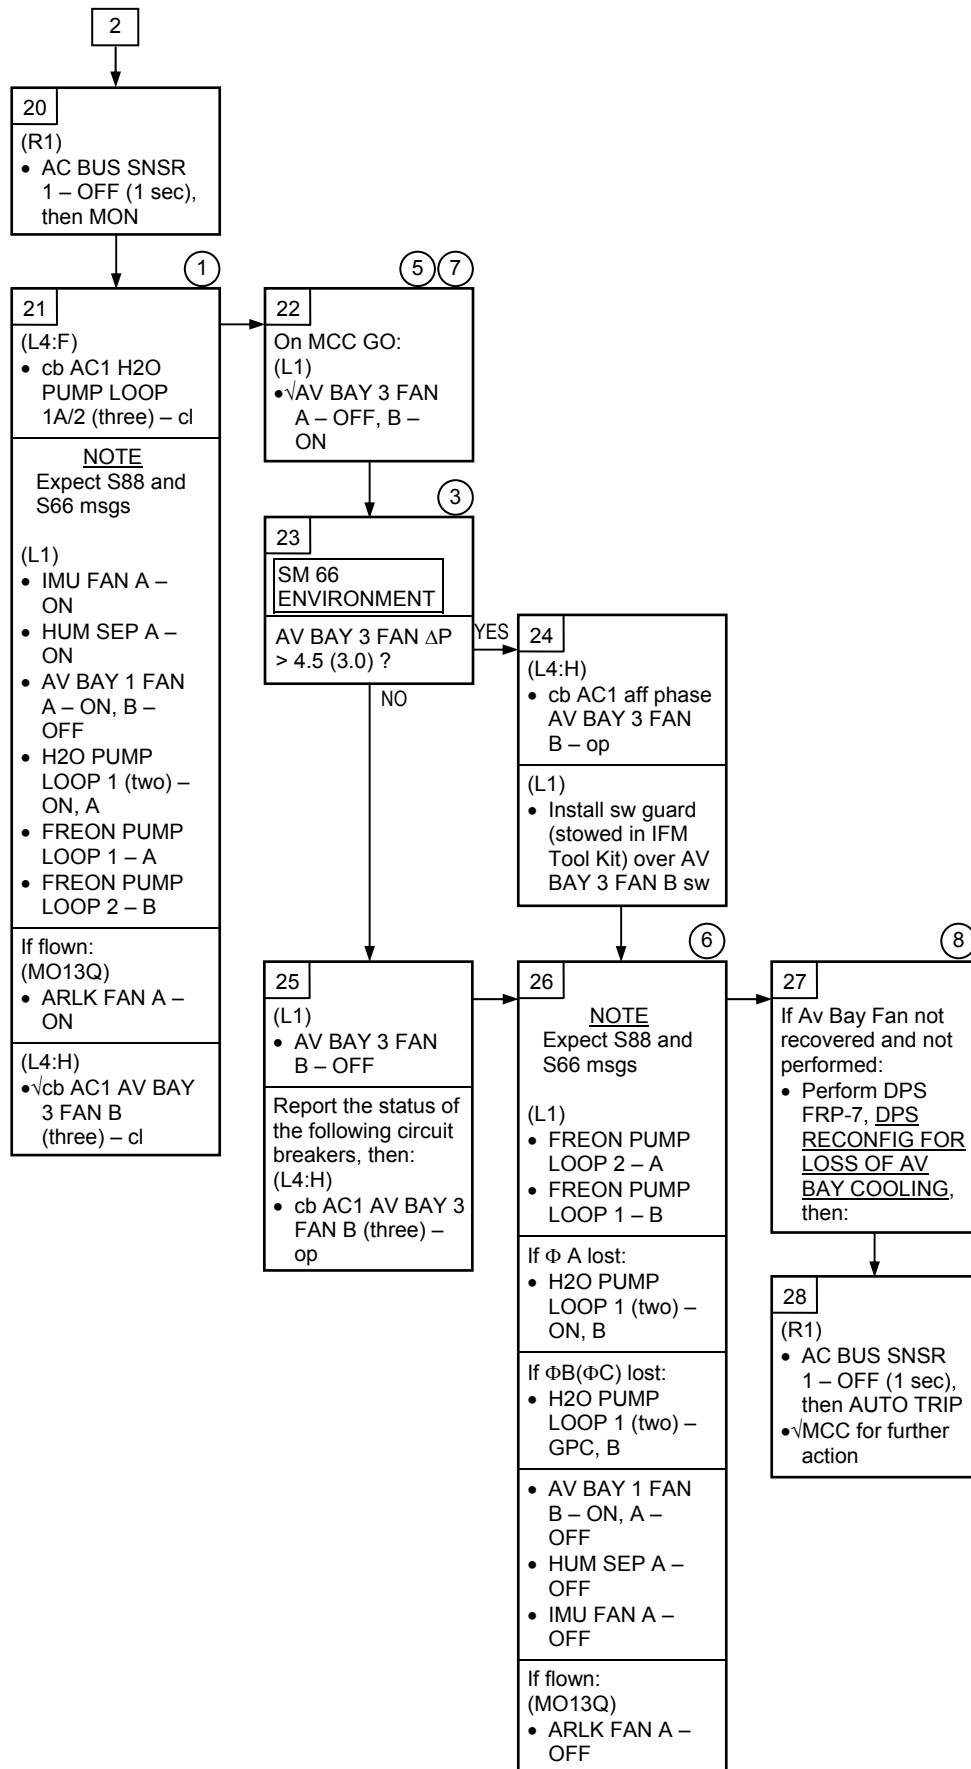 2
20
(R1)
• AC BUS SNSR
1 – OFF (1 sec),
then MON
1
21
(L4:F)
• cb AC1 H2O
PUMP LOOP
1A/2 (three) – cl
NOTE
Expect S88 and
S66 msgs
(L1)
• IMU FAN A –
ON
• HUM SEP A –
ON
• AV BAY 1 FAN
A – ON, B –
OFF
• H2O PUMP
LOOP 1 (two) –
ON, A
• FREON PUMP
LOOP 1 – A
• FREON PUMP
LOOP 2 – B
If flown:
(MO13Q)
• ARLK FAN A –
ON
(L4:H)
•√cb AC1 AV BAY
3 FAN B
(three) – cl
5 7
22
On MCC GO:
(L1)
•√AV BAY 3 FAN
A – OFF, B –
ON
3
23
SM 66
ENVIRONMENT
AV BAY 3 FAN ΔP
> 4.5 (3.0) ?
YES
NO
24
(L4:H)
• cb AC1 aff phase
AV BAY 3 FAN
B – op
(L1)
• Install sw guard
(stowed in IFM
Tool Kit) over AV
BAY 3 FAN B sw
25
(L1)
• AV BAY 3 FAN
B – OFF
Report the status of
the following circuit
breakers, then:
(L4:H)
• cb AC1 AV BAY 3
FAN B (three) –
op
6
26
NOTE
Expect S88 and
S66 msgs
(L1)
• FREON PUMP
LOOP 2 – A
• FREON PUMP
LOOP 1 – B
If Φ A lost:
• H2O PUMP
LOOP 1 (two) –
ON, B
If ΦB(ΦC) lost:
• H2O PUMP
LOOP 1 (two) –
GPC, B
• AV BAY 1 FAN
B – ON, A –
OFF
• HUM SEP A –
OFF
• IMU FAN A –
OFF
If flown:
(MO13Q)
• ARLK FAN A –
OFF
8
27
If Av Bay Fan not
recovered and not
performed:
• Perform DPS
FRP-7, DPS
RECONFIG FOR
LOSS OF AV
BAY COOLING,
then:
28
(R1)
• AC BUS SNSR
1 – OFF (1 sec),
then AUTO TRIP
•√MCC for further
action